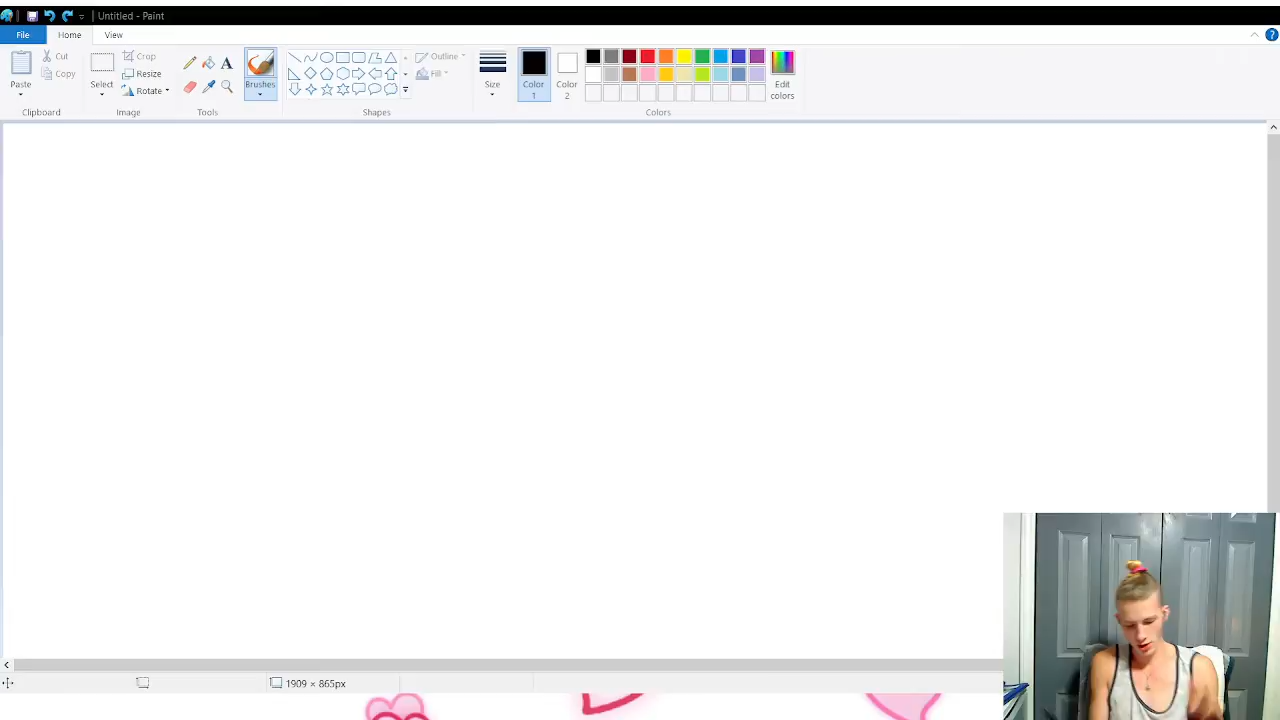 Untitled - Paint
File Home View
Paste
Cut
Copy
Clipboard
Select
Crop
Resize
Rotate
Image
A
Tools
Brushes
Outline
Fill
Shapes
Size
Color
1
Color
2
Edit
colors
Colors
?
1909 × 865px